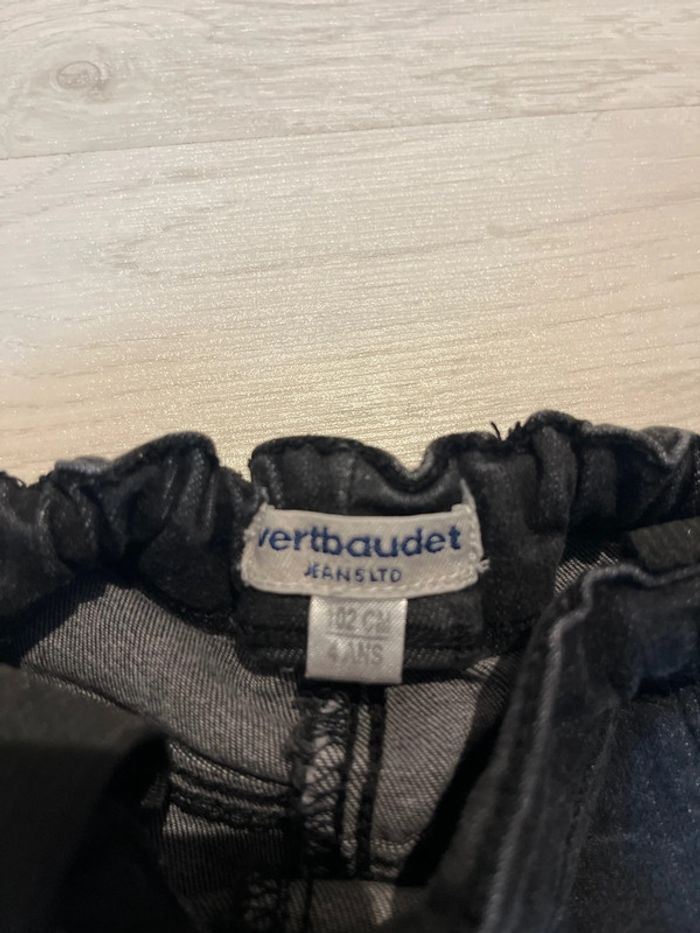 vertbaudet
JEANS LTD
102 CM
4 ANS